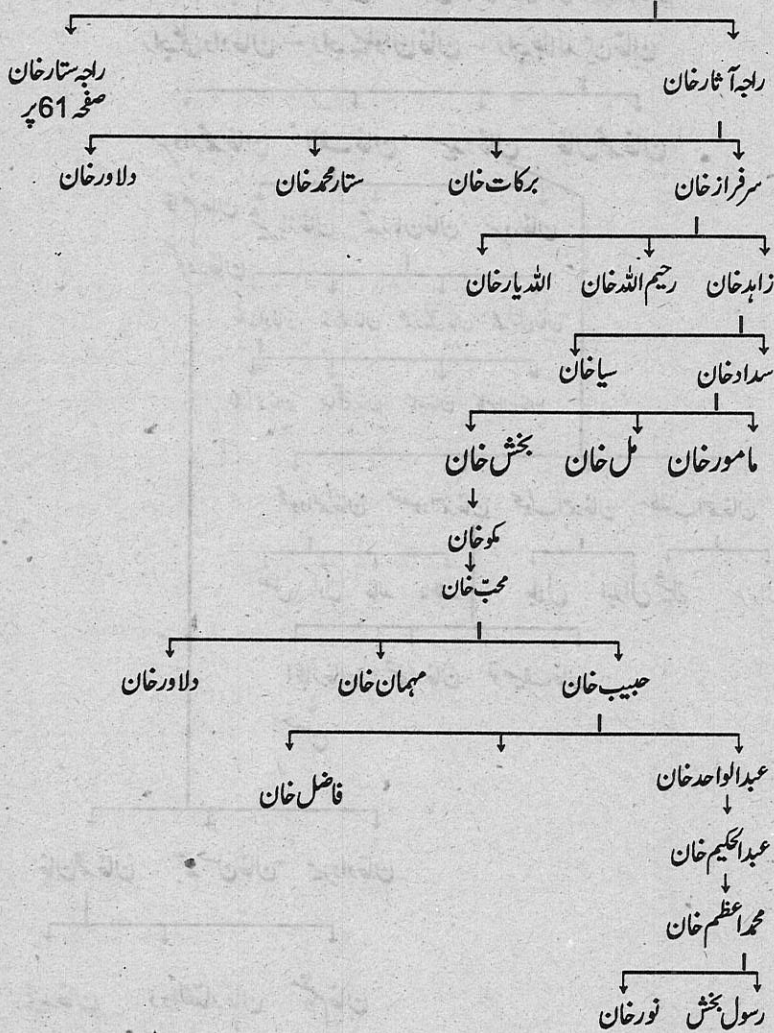 راجہ آثار خان راجہ ستار خان
صفحہ 61 پر
سرفراز خان برکات خان ستار محمد خان دلاور خان
زاہد خان رحیم اللہ خان اللہ یار خان
سداد خان سیا خان
مامور خان مل خان بخش خان
مکو خان
محبّ خان
حبیب خان مہمان خان دلاور خان
عبدالواحد خان فاضل خان
عبدالحکیم خان
محمد اعظم خان
رسول بخش نور خان